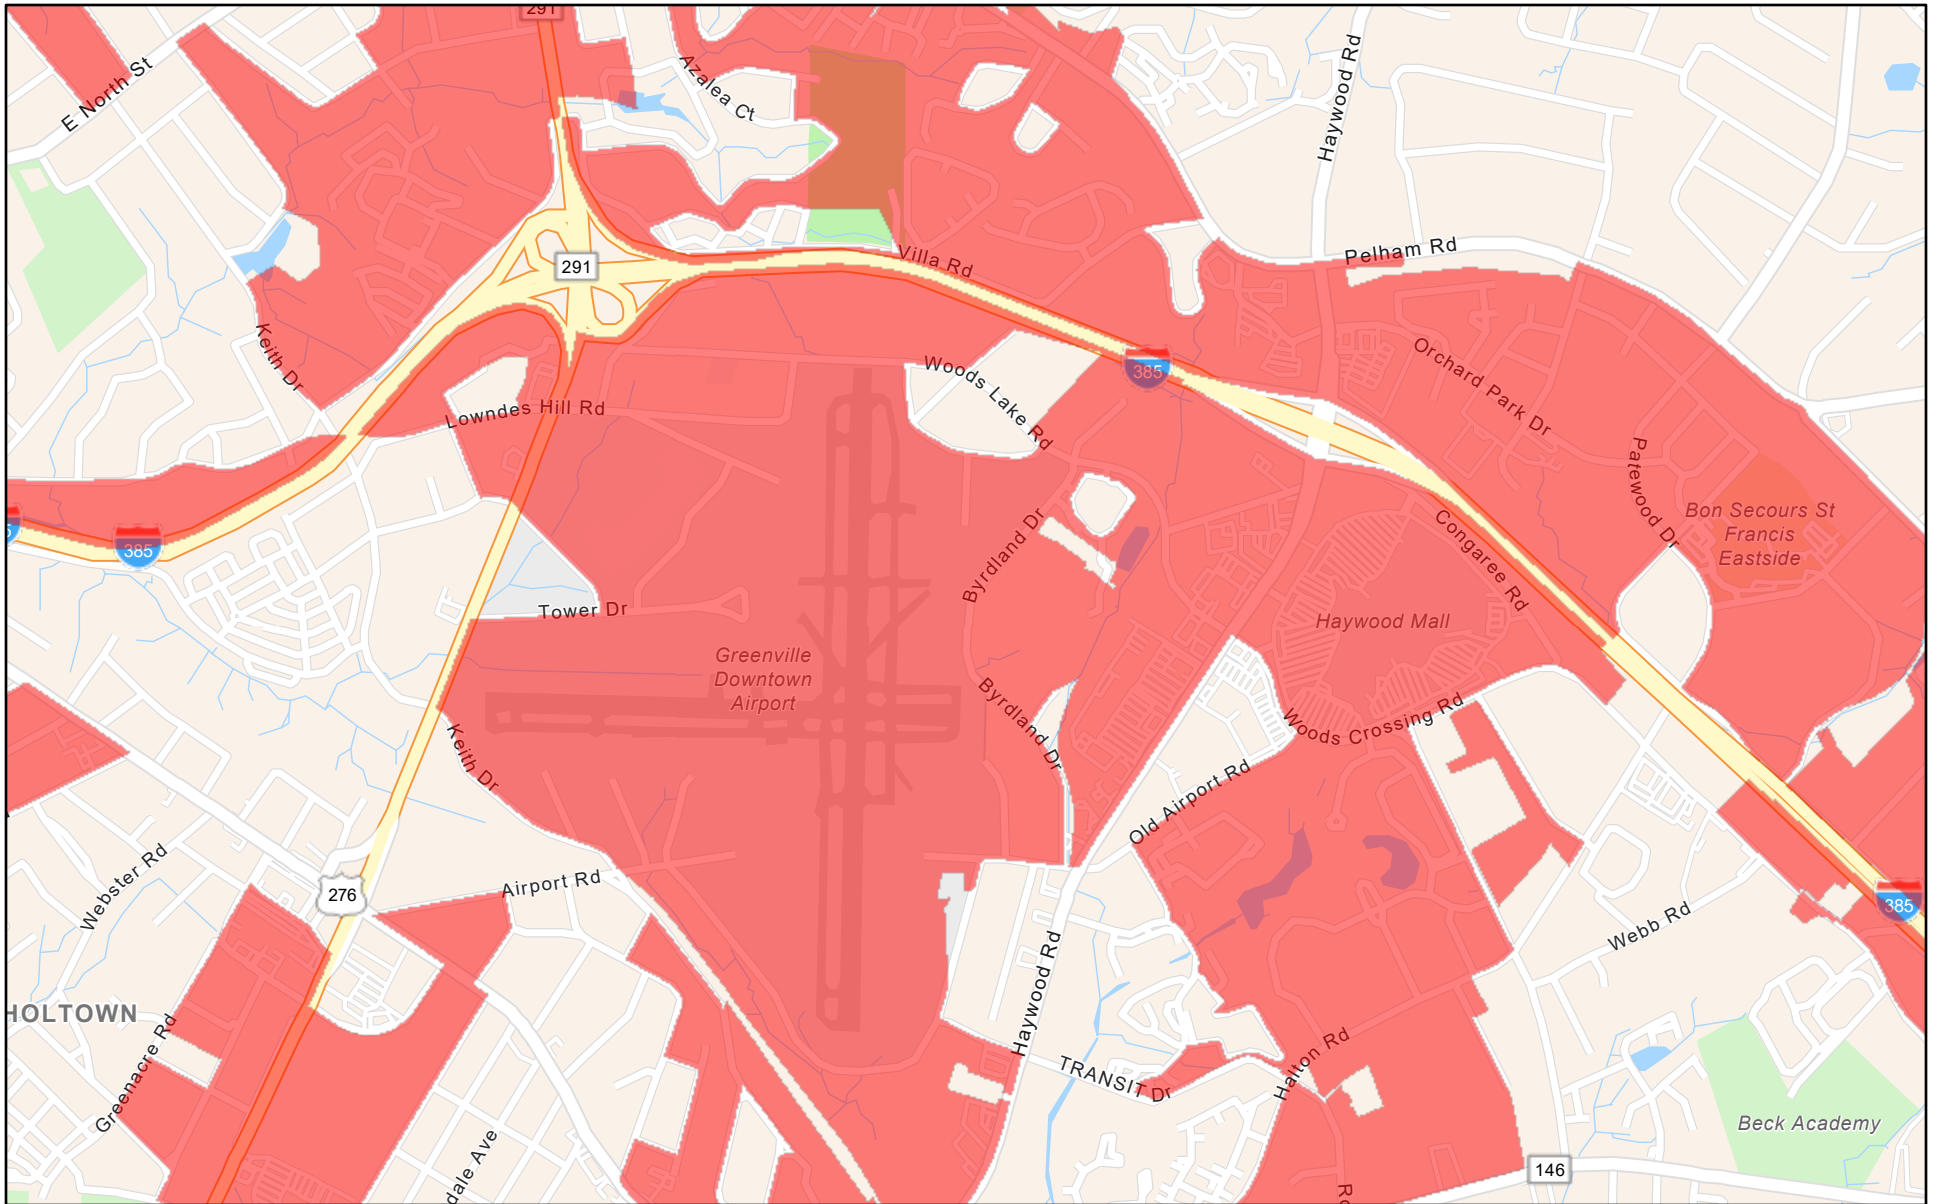 291
E North St
Azalea Ct
Haywood Rd
Pelham Rd
291
Villa Rd
Keith Dr
385
Woods Lake Rd
Orchard Park Dr
Lowndes Hill Rd
Patewood Dr
Bon Secours St
Francis
Eastside
Congaree Rd
5
385
Byrdland Dr
Tower Dr
Haywood Mall
Greenville
Downtown
Airport
Byrdland Dr
Woods Crossing Rd
Keith Dr
Old Airport Rd
Webster Rd
276
Airport Rd
385
Webb Rd
HOLTOWN
Haywood Rd
Greenacre Rd
TRANSIT Dr
Halton Rd
Beck Academy
dale Ave
146
Rd